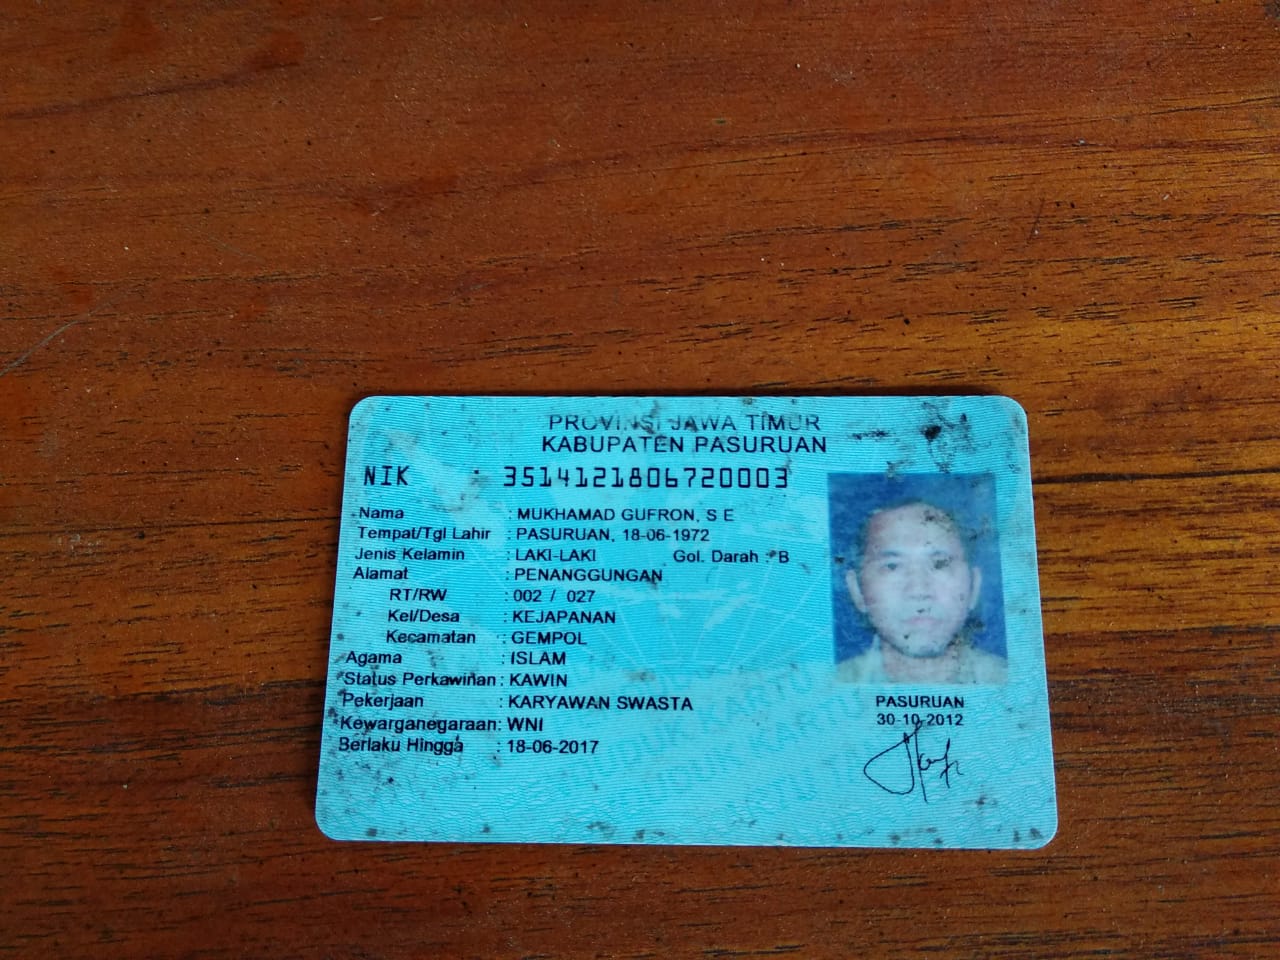 PROVINSI JAWA TIMUR
KABUPATEN PASURUAN
NIK : 3514121806720003
Nama : MUKHAMAD GUFRON, S E
Tempat/Tgl Lahir : PASURUAN, 18-06-1972
Jenis Kelamin : LAKI-LAKI Gol. Darah : B
Alamat : PENANGGUNGAN
RT/RW : 002 / 027
Kel/Desa : KEJAPANAN
Kecamatan : GEMPOL
Agama : ISLAM
Status Perkawinan : KAWIN
Pekerjaan : KARYAWAN SWASTA
Kewarganegaraan : WNI
Berlaku Hingga : 18-06-2017
PASURUAN
30-10-2012